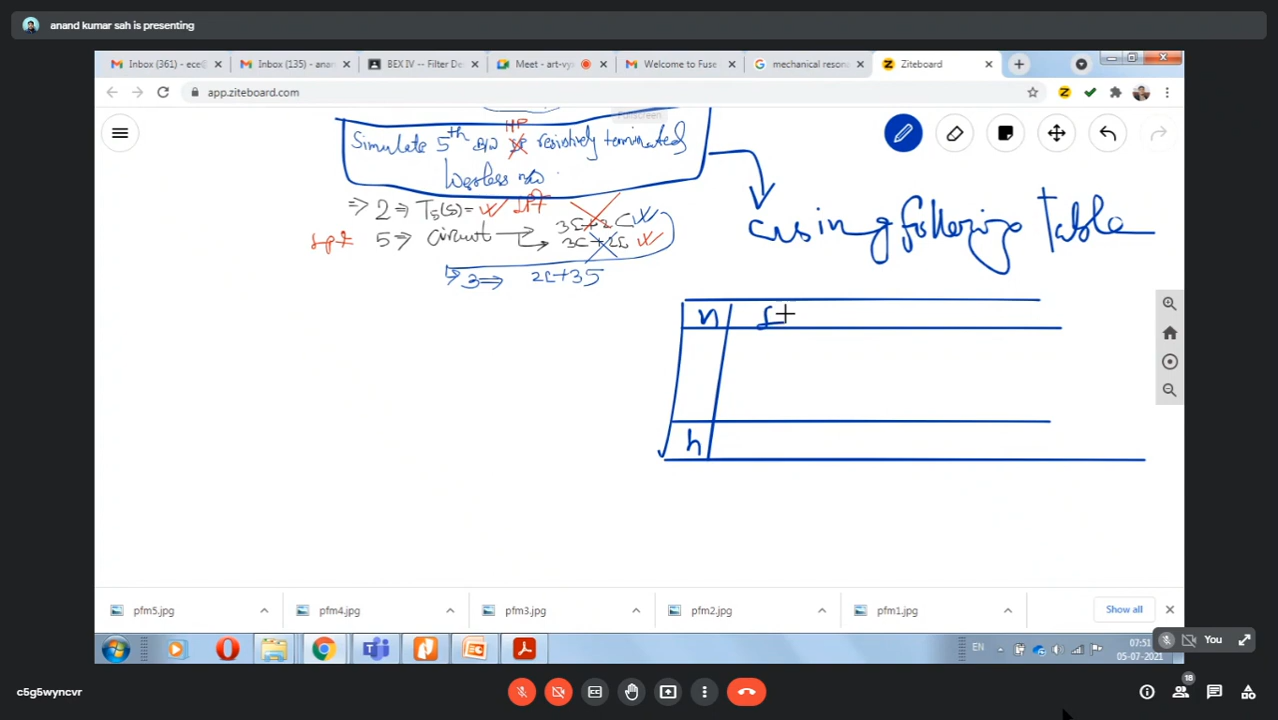 anand kumar sah is presenting
Inbox (361) - ece@
Inbox (135) - anan
BEX IV -- Filter De
Meet - art-vy
Welcome to Fuse
mechanical reson
Ziteboard
app.ziteboard.com
Fullscreen
HP
Simulate 5th B/W resistively terminated
Lossless n/w
⇒ 2 ⇒ T5(s) = LPf
5 ⇒ circuit → 3L+2C
→ 3C+2L
3 ⇒
using following Table
n
h
pfm5.jpg
pfm4.jpg
pfm3.jpg
pfm2.jpg
pfm1.jpg
Show all
EN
07:51
05-07-2021
You
c5g5wyncvr
18